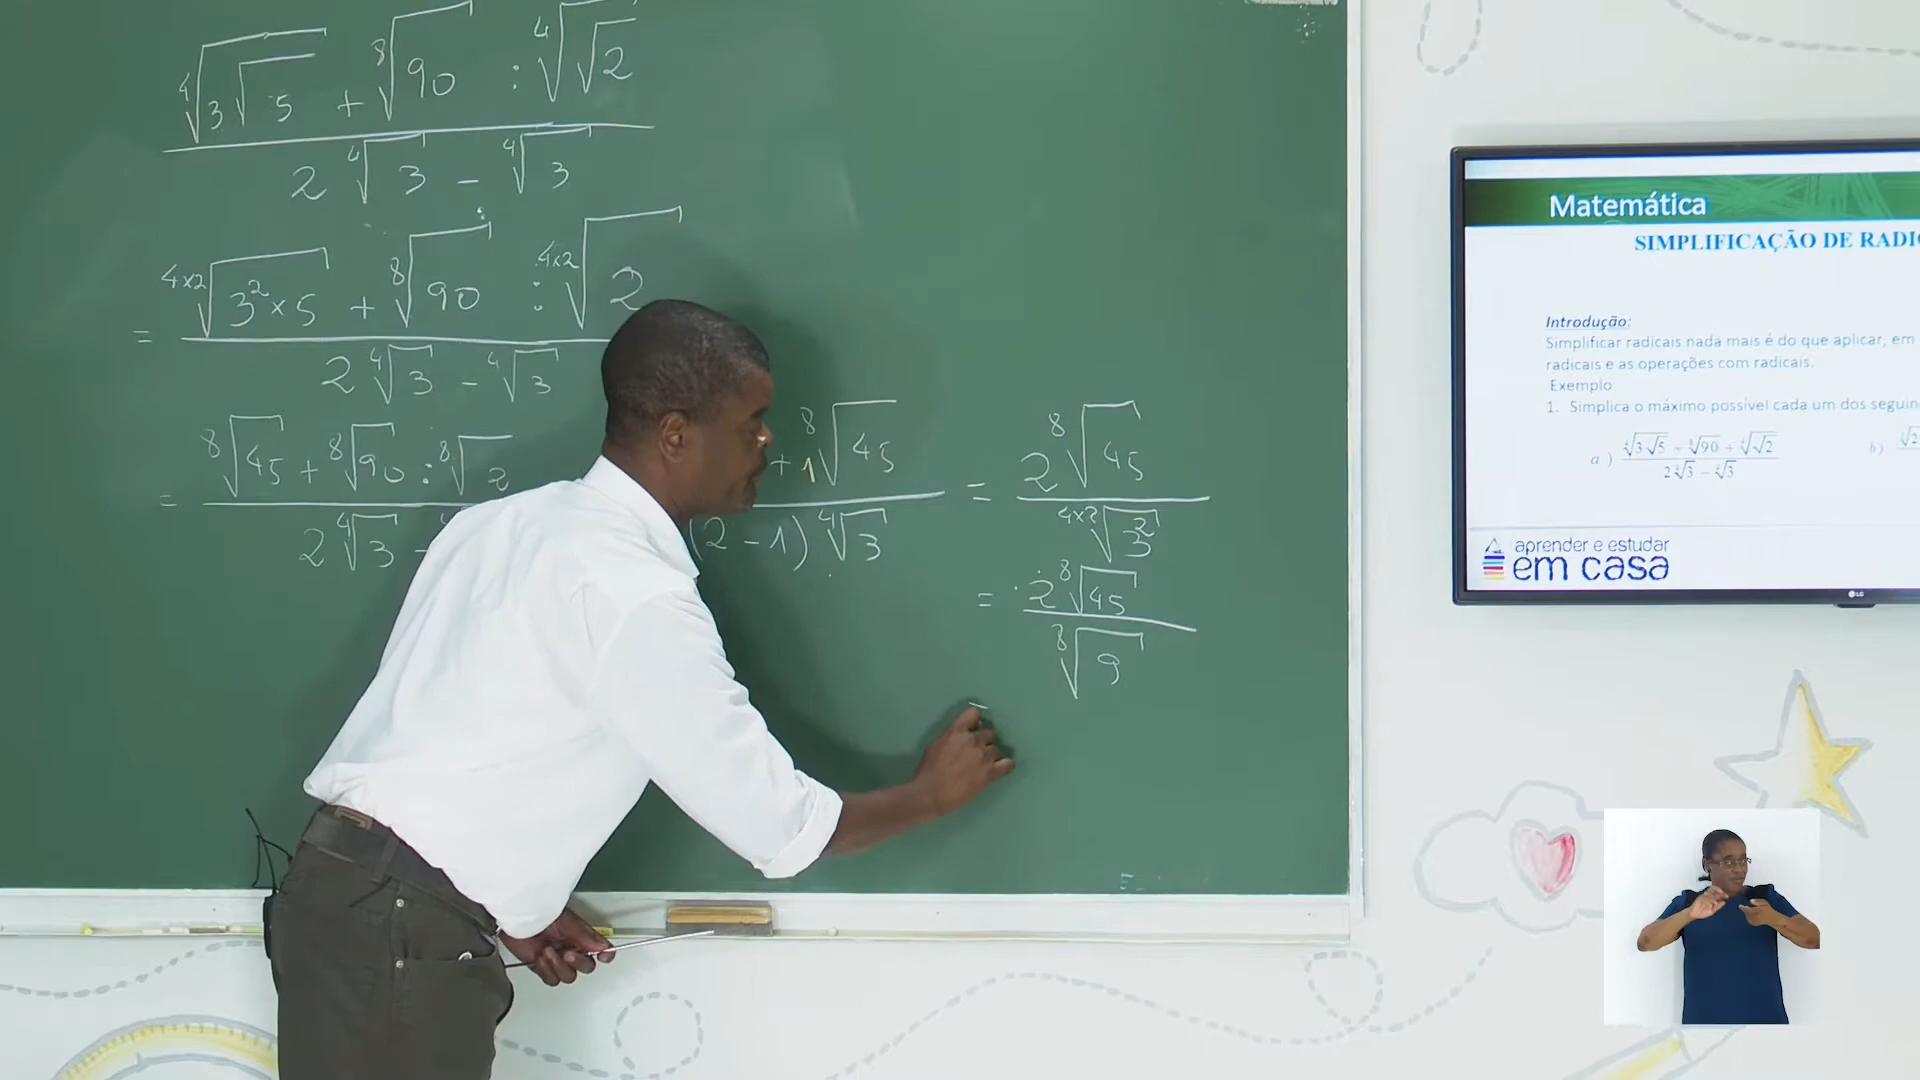 ⁴√(3√5) + ⁸√90 : ⁴√(√2)
2 ⁴√3 - ⁴√3
= ⁴ˣ²√(3² × 5) + ⁸√90 : ⁴ˣ²√2
2 ⁴√3 - ⁴√3
= ⁸√45 + ⁸√90 : ⁸√2
2 ⁴√3 -
+ 1 ⁸√45
(2 - 1) ⁴√3
= 2 ⁸√45
⁴ˣ²√3²
= 2 ⁸√45
⁸√9
Matemática
SIMPLIFICAÇÃO DE
Introdução:
Simplificar radicais nada mais é do que aplicar, em
radicais e as operações com radicais.
Exemplo
1. Simplica o máximo possível cada um dos
a ) ⁴√(3√5) + ⁸√90 ÷ ⁴√(√2)
2 ⁴√3 - ⁴√3
b )
aprender e estudar
em casa
LG